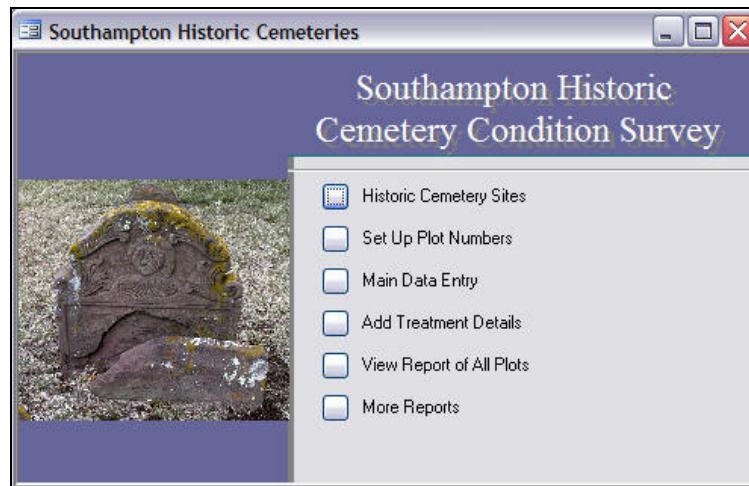 Southampton Historic Cemeteries
Southampton Historic
Cemetery Condition Survey
Historic Cemetery Sites
Set Up Plot Numbers
Main Data Entry
Add Treatment Details
View Report of All Plots
More Reports